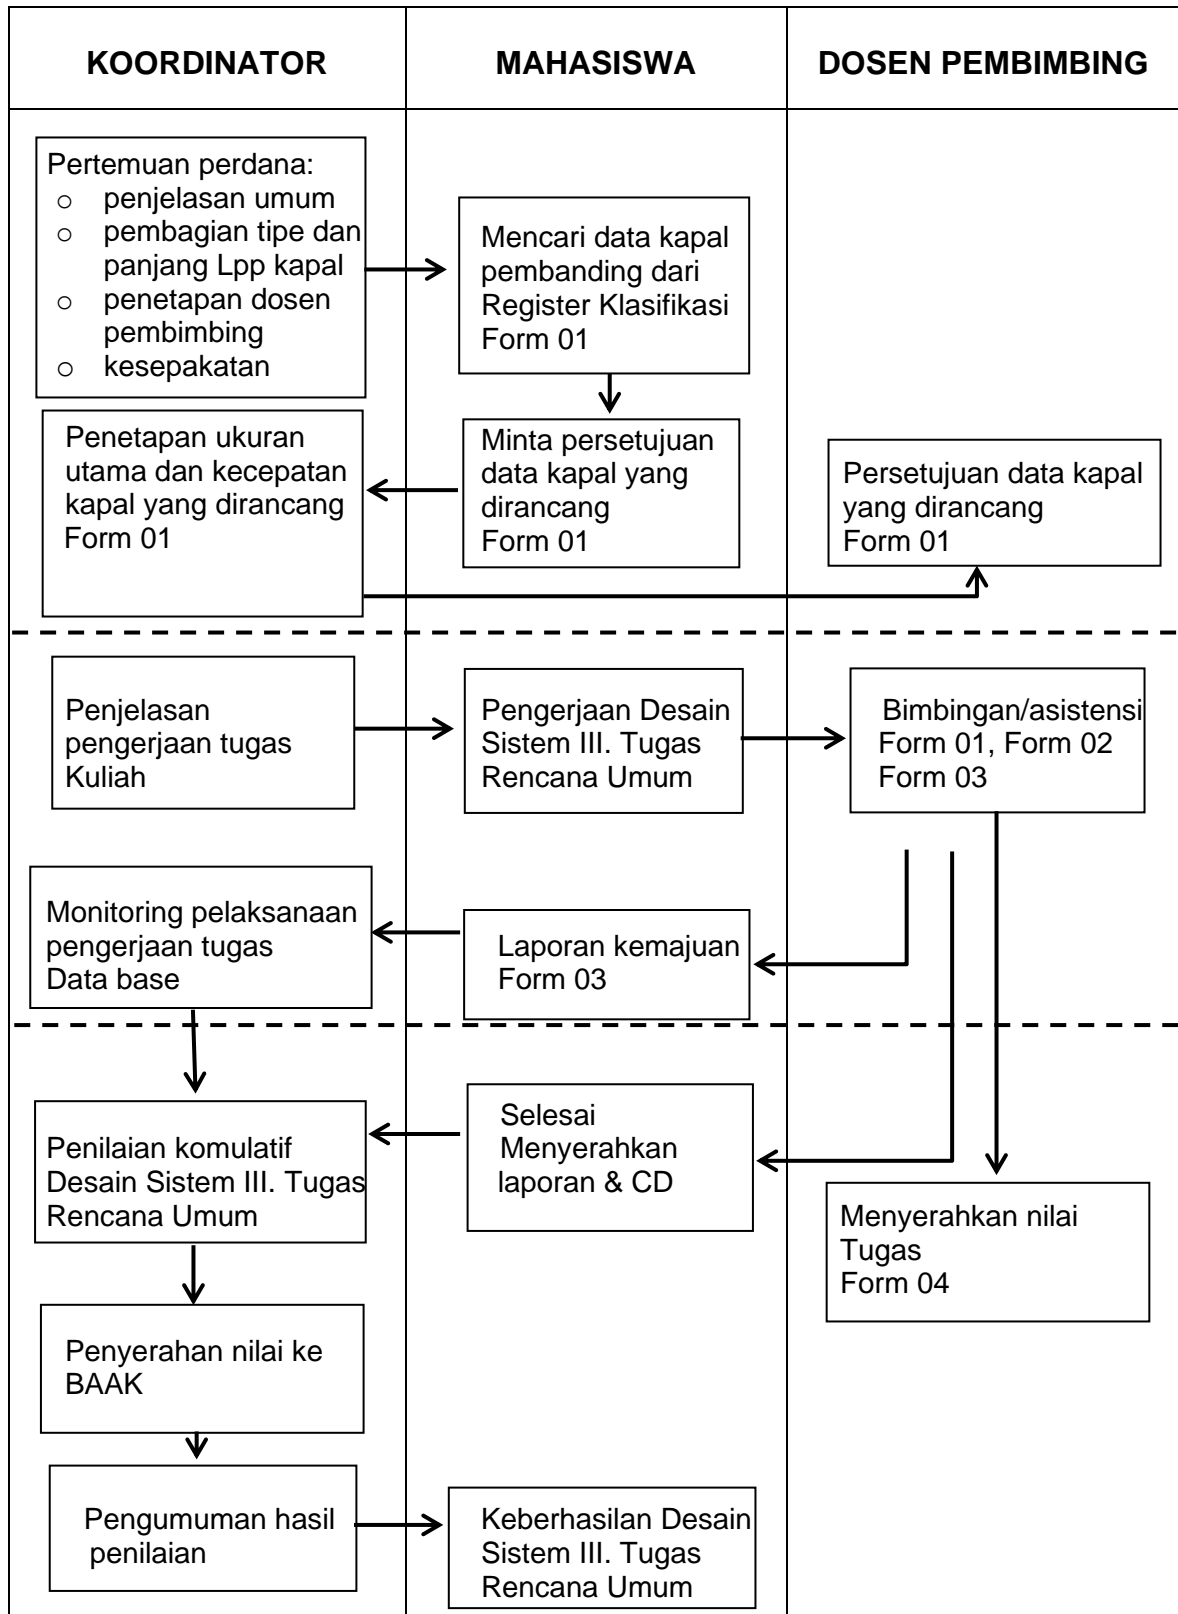 KOORDINATOR
MAHASISWA
DOSEN PEMBIMBING
Pertemuan perdana:
o penjelasan umum
o pembagian tipe dan
panjang Lpp kapal
o penetapan dosen
pembimbing
o kesepakatan
Mencari data kapal
pembanding dari
Register Klasifikasi
Form 01
Penetapan ukuran
utama dan kecepatan
kapal yang dirancang
Form 01
Minta persetujuan
data kapal yang
dirancang
Form 01
Persetujuan data kapal
yang dirancang
Form 01
Penjelasan
pengerjaan tugas
Kuliah
Pengerjaan Desain
Sistem III. Tugas
Rencana Umum
Bimbingan/asistensi
Form 01, Form 02
Form 03
Monitoring pelaksanaan
pengerjaan tugas
Data base
Laporan kemajuan
Form 03
Penilaian komulatif
Desain Sistem III. Tugas
Rencana Umum
Selesai
Menyerahkan
laporan & CD
Menyerahkan nilai
Tugas
Form 04
Penyerahan nilai ke
BAAK
Pengumuman hasil
penilaian
Keberhasilan Desain
Sistem III. Tugas
Rencana Umum